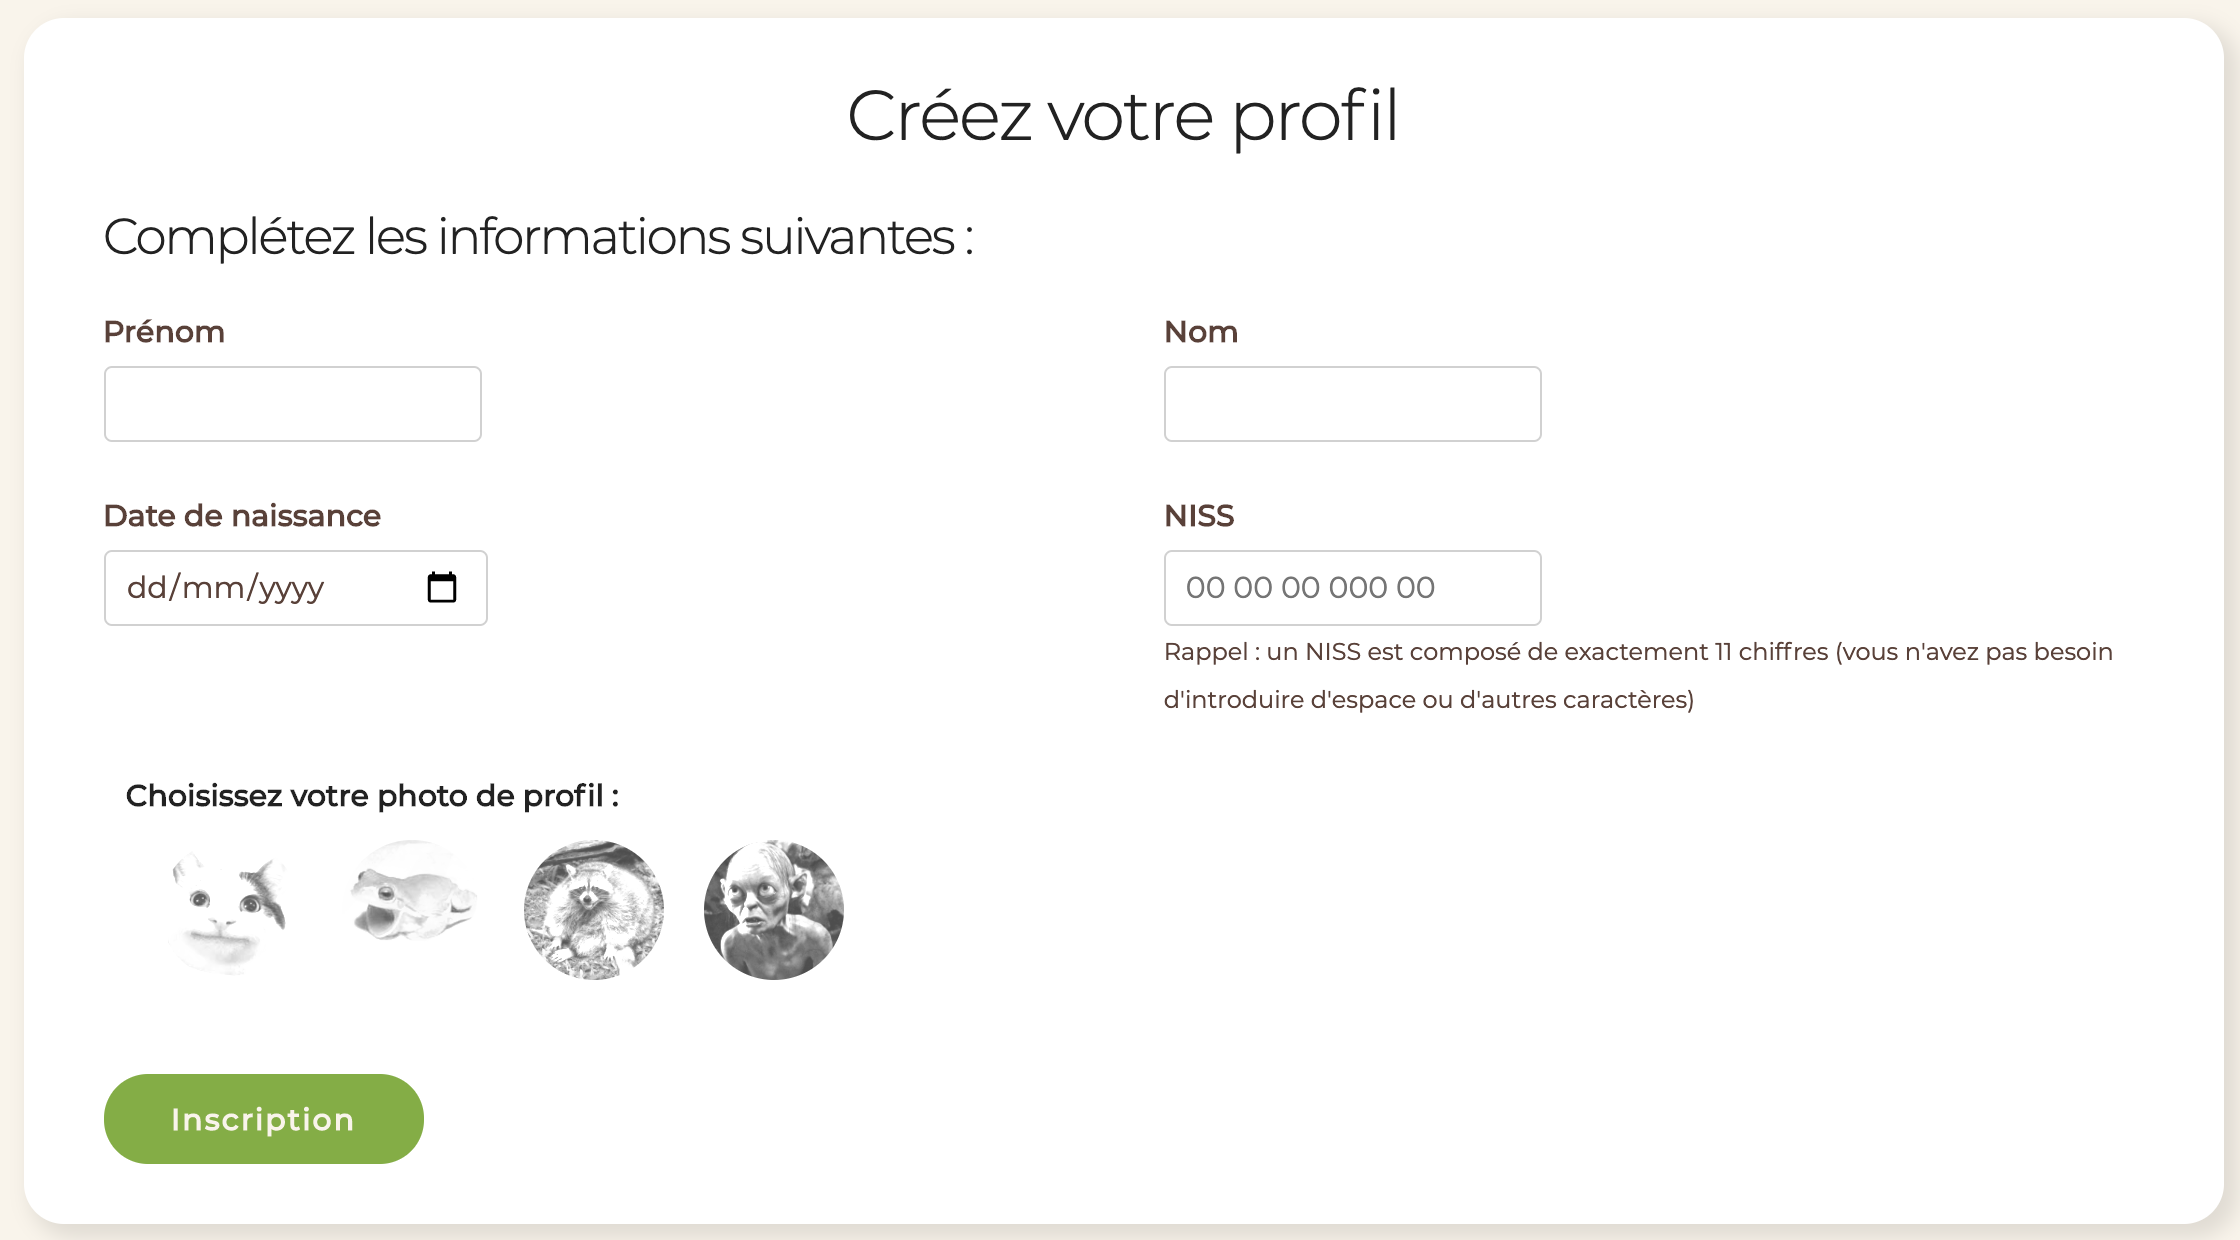 Créez votre profil
Complétez les informations suivantes :
Prénom
Nom
Date de naissance
NISS
dd/mm/yyyy
00 00 00 000 00
Rappel : un NISS est composé de exactement 11 chiffres (vous n'avez pas besoin
d'introduire d'espace ou d'autres caractères)
Choisissez votre photo de profil :
Inscription